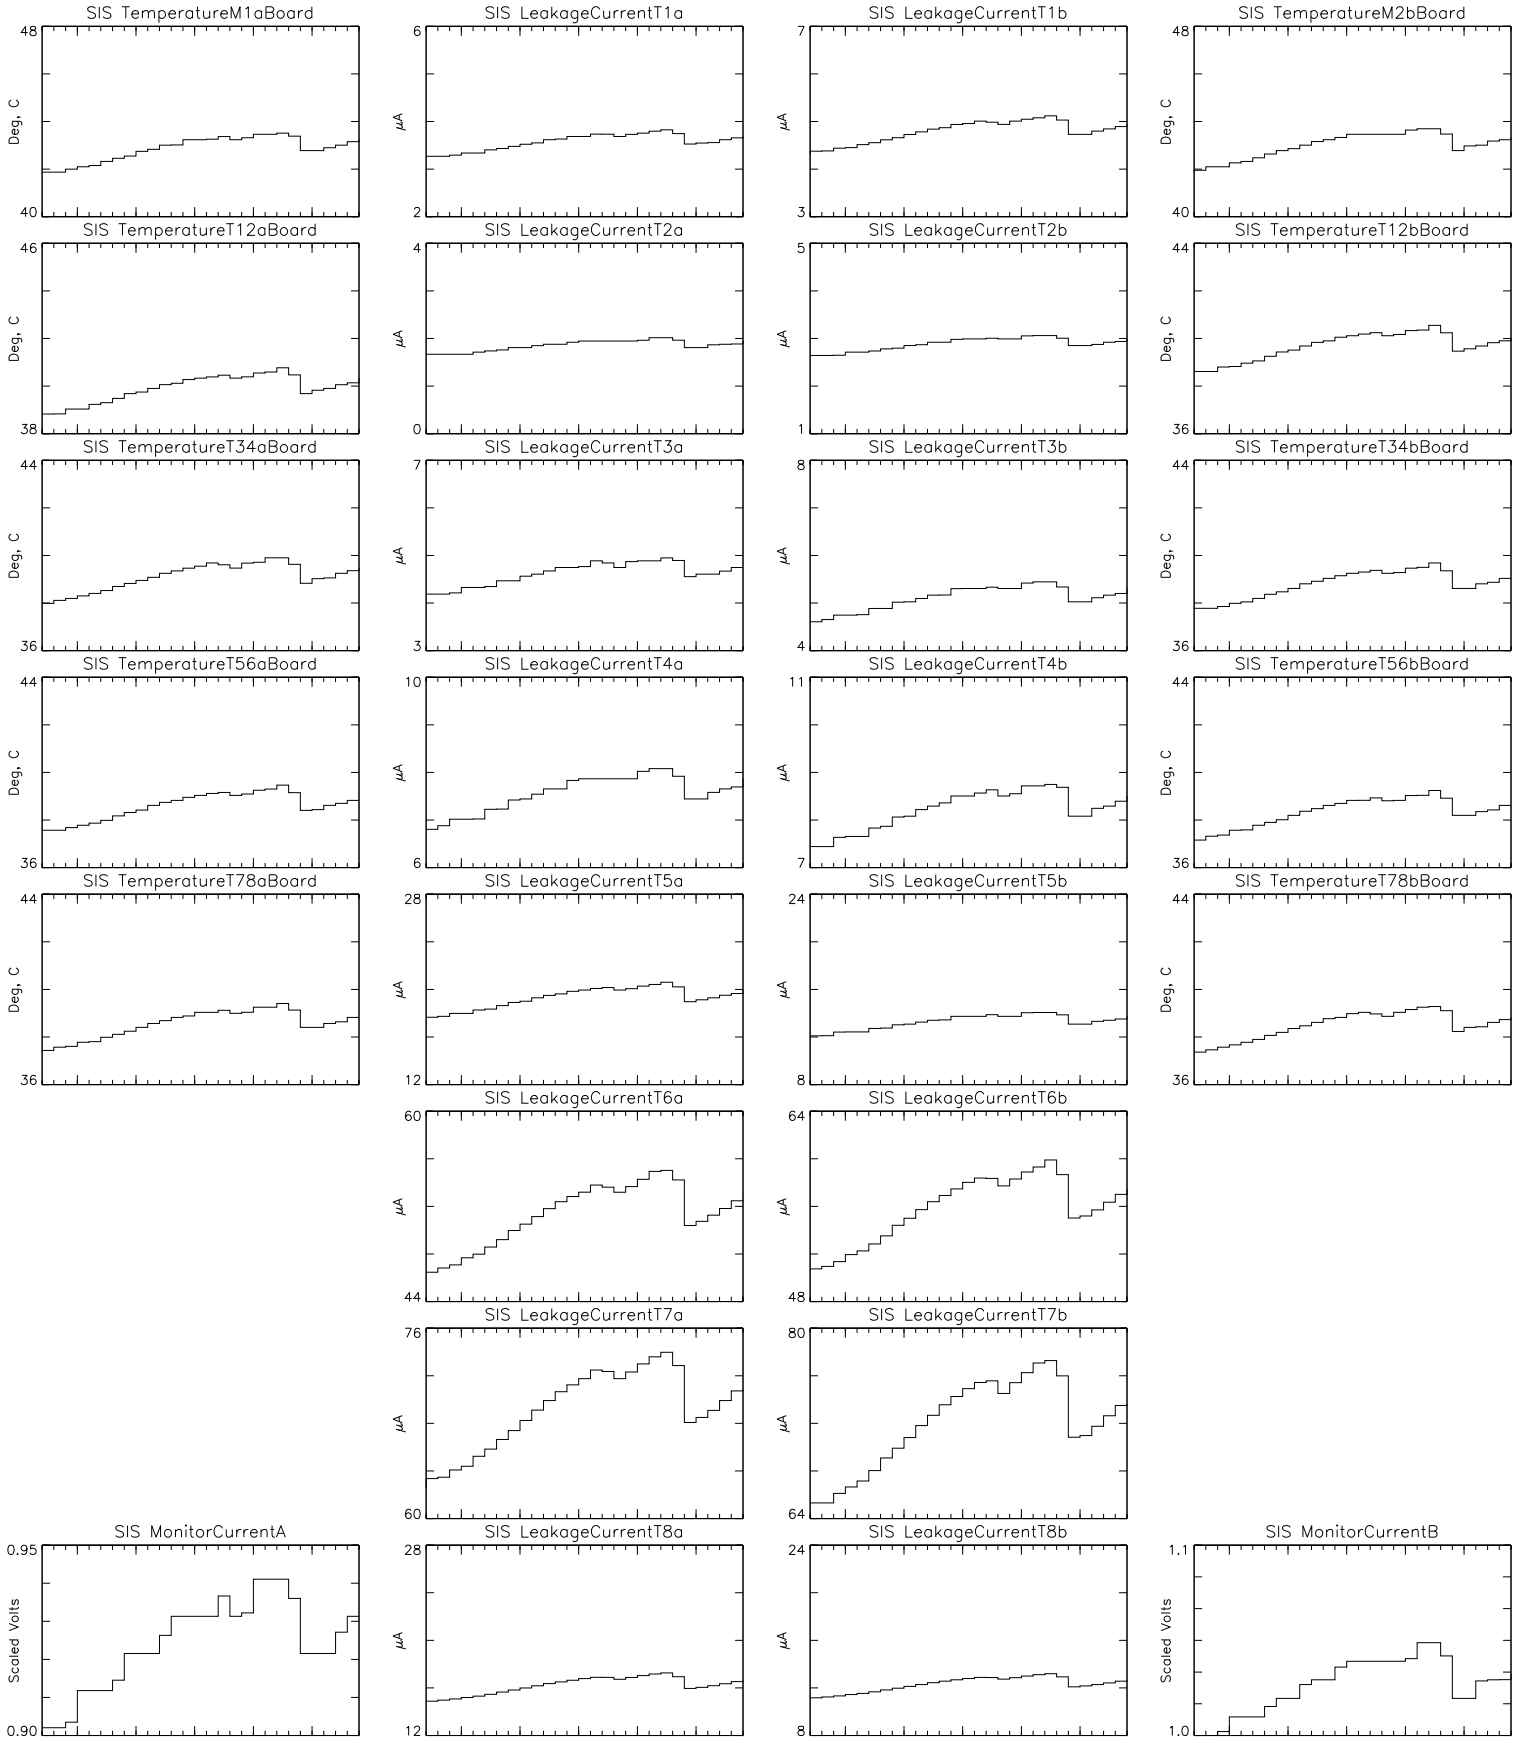 SIS TemperatureM1aBoard
48
Deg, C
40
SIS LeakageCurrentT1a
6
μA
2
SIS LeakageCurrentT1b
7
μA
3
SIS TemperatureM2bBoard
48
Deg, C
40
SIS TemperatureT12aBoard
46
Deg, C
38
SIS LeakageCurrentT2a
4
μA
0
SIS LeakageCurrentT2b
5
μA
1
SIS TemperatureT12bBoard
44
Deg, C
36
SIS TemperatureT34aBoard
44
Deg, C
36
SIS LeakageCurrentT3a
7
μA
3
SIS LeakageCurrentT3b
8
μA
4
SIS TemperatureT34bBoard
44
Deg, C
36
SIS TemperatureT56aBoard
44
Deg, C
36
SIS LeakageCurrentT4a
10
μA
6
SIS LeakageCurrentT4b
11
μA
7
SIS TemperatureT56bBoard
44
Deg, C
36
SIS TemperatureT78aBoard
44
Deg, C
36
SIS LeakageCurrentT5a
28
μA
12
SIS LeakageCurrentT5b
24
μA
8
SIS TemperatureT78bBoard
44
Deg, C
36
SIS LeakageCurrentT6a
60
μA
44
SIS LeakageCurrentT6b
64
μA
48
SIS LeakageCurrentT7a
76
μA
60
SIS LeakageCurrentT7b
80
μA
64
SIS MonitorCurrentA
0.95
Scaled Volts
0.90
SIS LeakageCurrentT8a
28
μA
12
SIS LeakageCurrentT8b
24
μA
8
SIS MonitorCurrentB
1.1
Scaled Volts
1.0